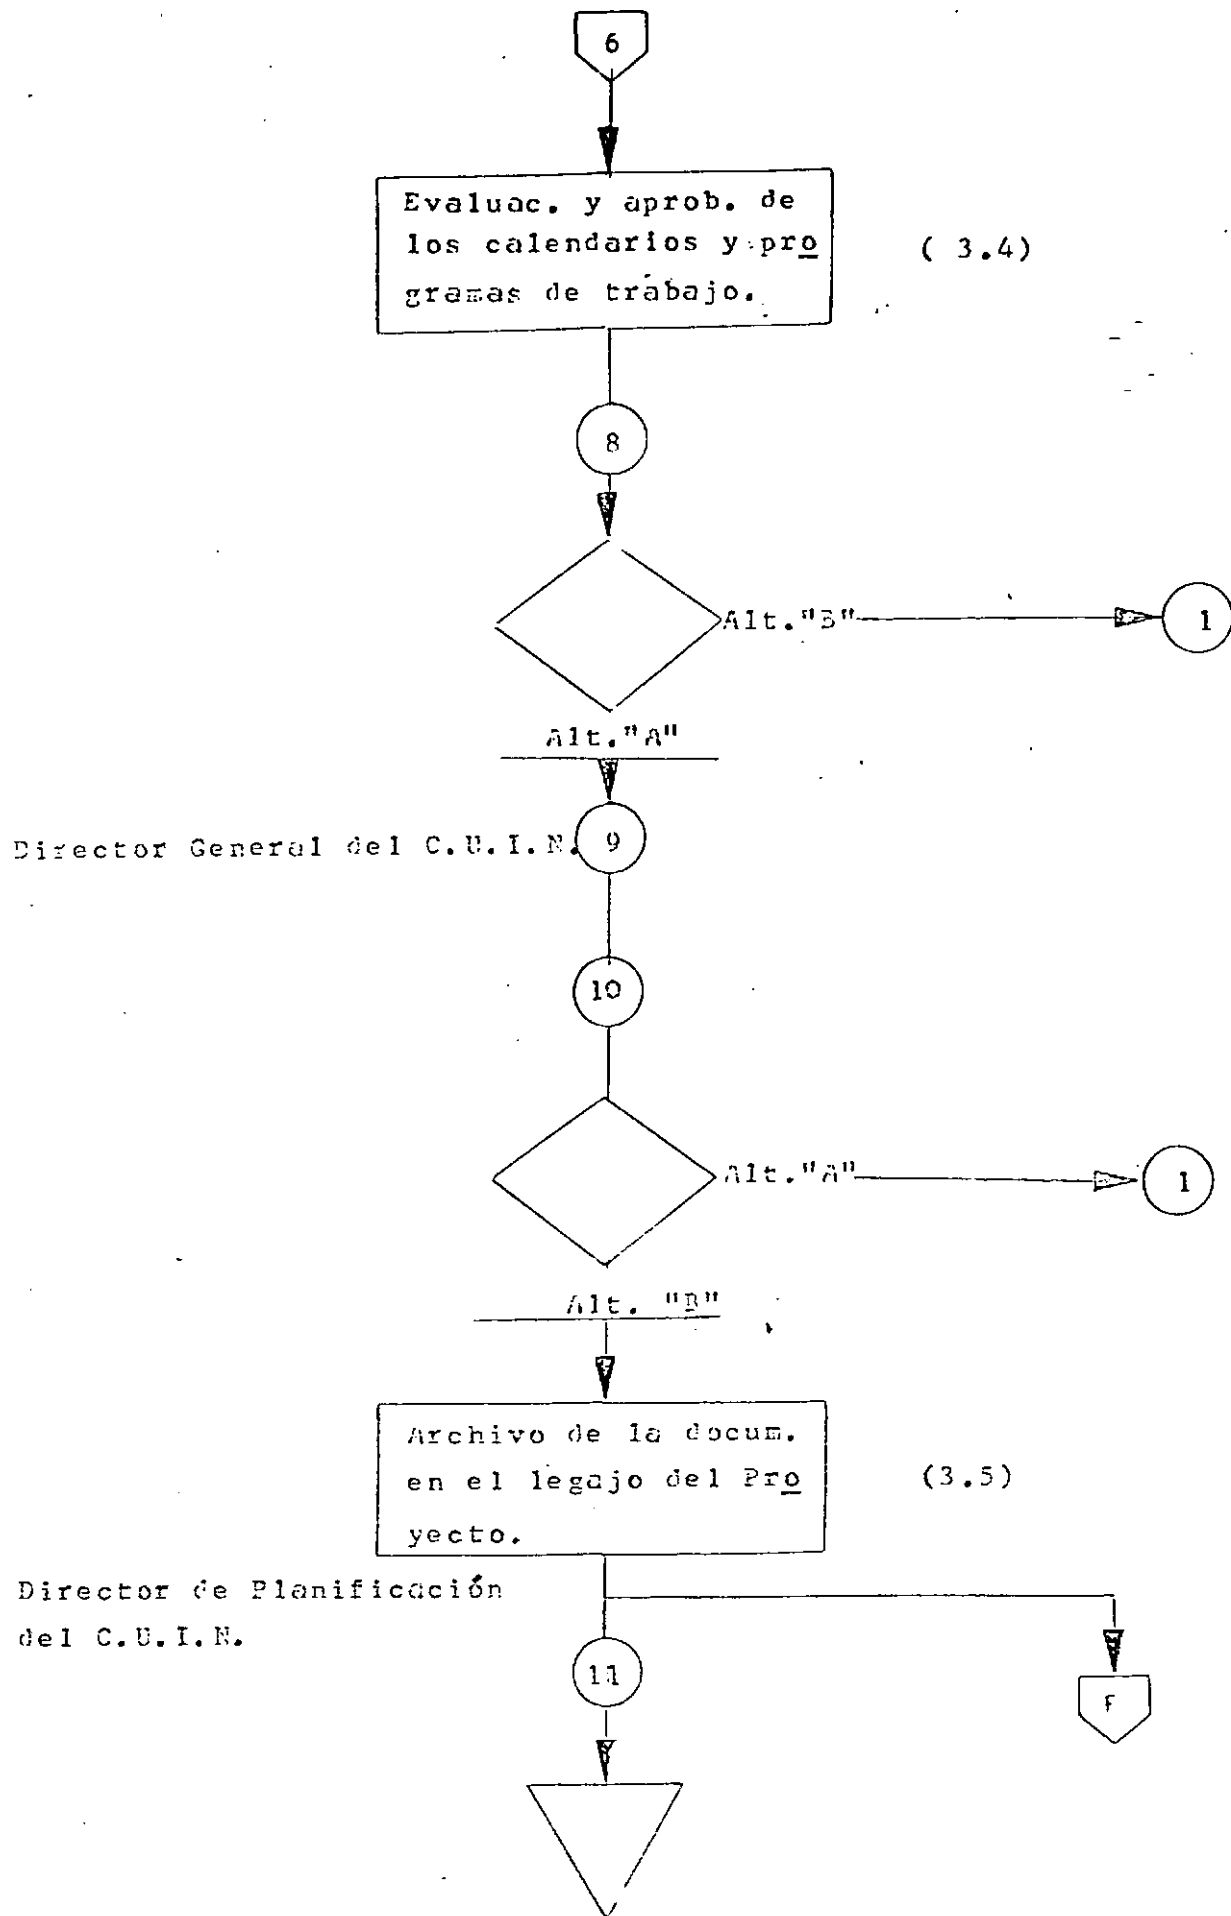 6
Evaluac. y aprob. de
los calendarios y pro
gramas de trabajo.
( 3.4)
8
Alt."B"
1
Alt."A"
Director General del C.U.I.N.
9
10
Alt."A"
1
Alt. "B"
Archivo de la docum.
en el legajo del Pro
yecto.
(3.5)
Director de Planificación
del C.U.I.N.
11
F